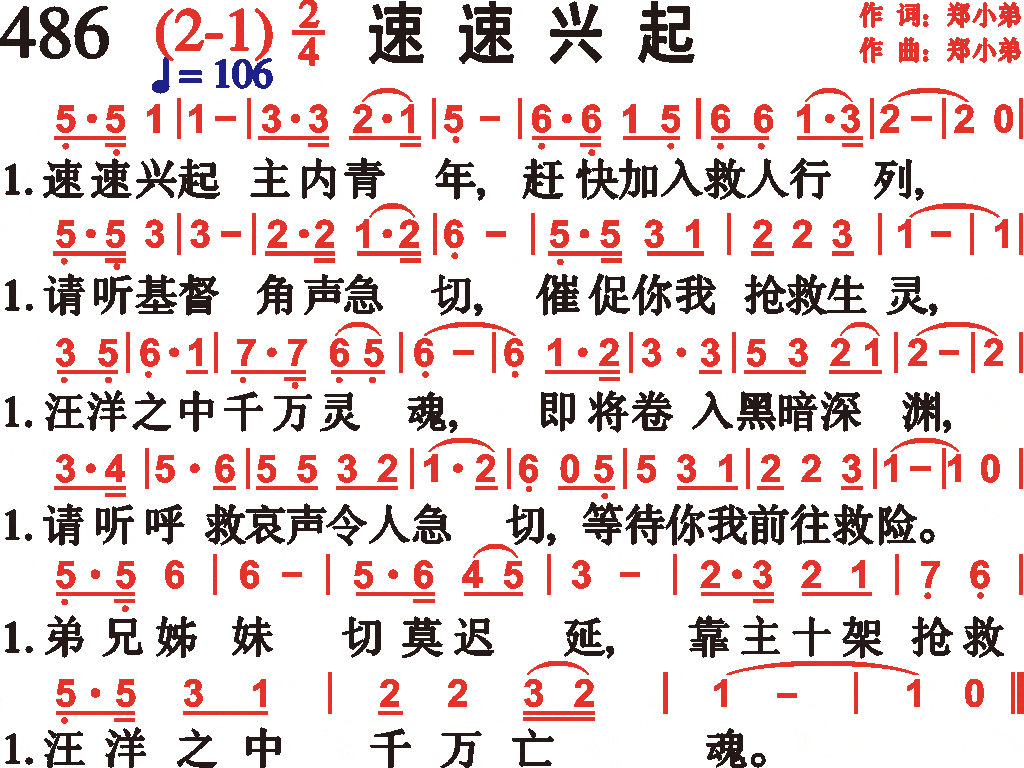 486 (2-1) 2/4 速速兴起 作 词：郑小弟
♩= 106 作 曲：郑小弟
5·5 1|1-|3·3 2·1|5-|6·6 1 5|6 6 1·3|2-|2 0|
1.速速兴起 主内青 年，赶快加入救人行 列，
5·5 3|3-|2·2 1·2|6-|5·5 3 1|2 2 3|1-|1|
1.请听基督 角声急 切，催促你我 抢救生灵，
3 5|6·1|7·7 6 5|6-|6 1·2|3·3|5 3 2 1|2-|2|
1.汪洋之中千万灵 魂，即将卷 入黑暗深 渊，
3·4|5·6|5 5 3 2|1·2|6 0 5|5 3 1|2 2 3|1-|1 0|
1.请听呼 救哀声令人急 切，等待你我前往救险。
5·5 6|6-|5·6 4 5|3-|2·3 2 1|7 6|
1.弟兄姊妹 切莫迟 延，靠主十架 抢救
5·5 3 1|2 2 3 2|1-|1 0‖
1.汪洋之中 千万亡 魂。